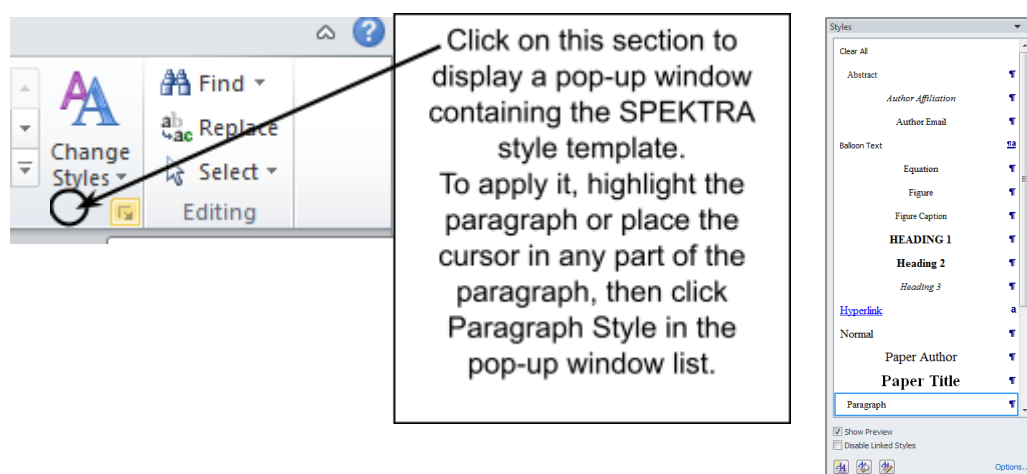 Find
Replace
Change
Styles
Select
Editing
Click on this section to
display a pop-up window
containing the SPEKTRA
style template.
To apply it, highlight the
paragraph or place the
cursor in any part of the
paragraph, then click
Paragraph Style in the
pop-up window list.
Styles
Clear All
Abstract
Author Affiliation
Author Email
Balloon Text
Equation
Figure
Figure Caption
HEADING 1
Heading 2
Heading 3
Hyperlink
Normal
Paper Author
Paper Title
Paragraph
Show Preview
Disable Linked Styles
Options...